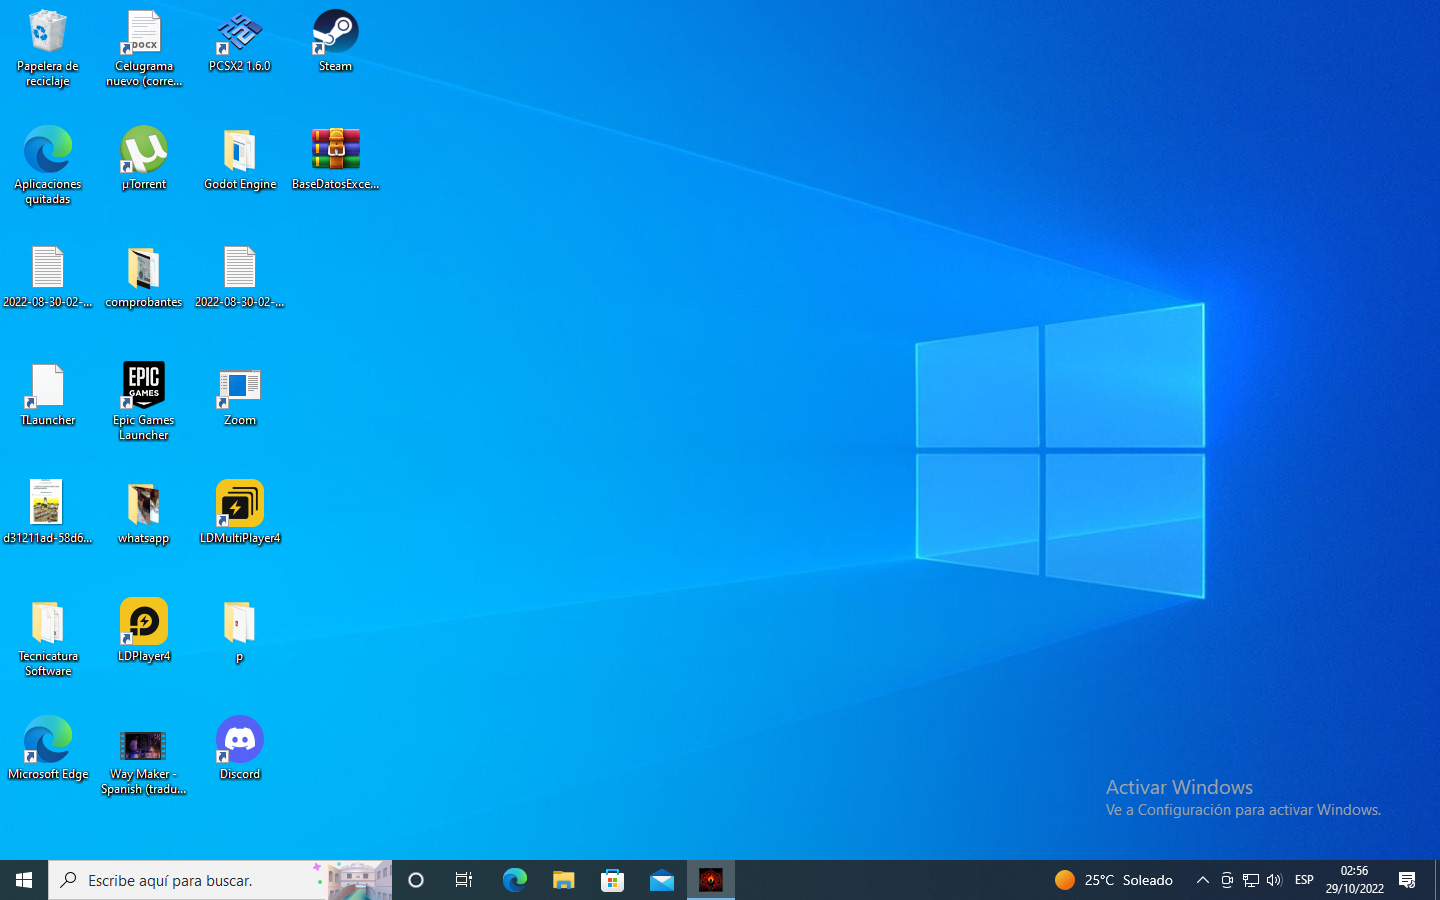 Papelera de
reciclaje
Celugrama
nuevo (corre...
DOCX
PCSX2 1.6.0
Steam
Aplicaciones
quitadas
µTorrent
Godot Engine
BaseDatosExce...
2022-08-30-02-...
comprobantes
2022-08-30-02-...
TLauncher
EPIC
GAMES
Epic Games
Launcher
Zoom
d31211ad-58d6...
whatsapp
LDMultiPlayer4
Tecnicatura
Software
LDPlayer4
p
Microsoft Edge
Way Maker -
Spanish (tradu...
Discord
Activar Windows
Ve a Configuración para activar Windows.
Escribe aquí para buscar.
25°C Soleado
ESP
02:56
29/10/2022